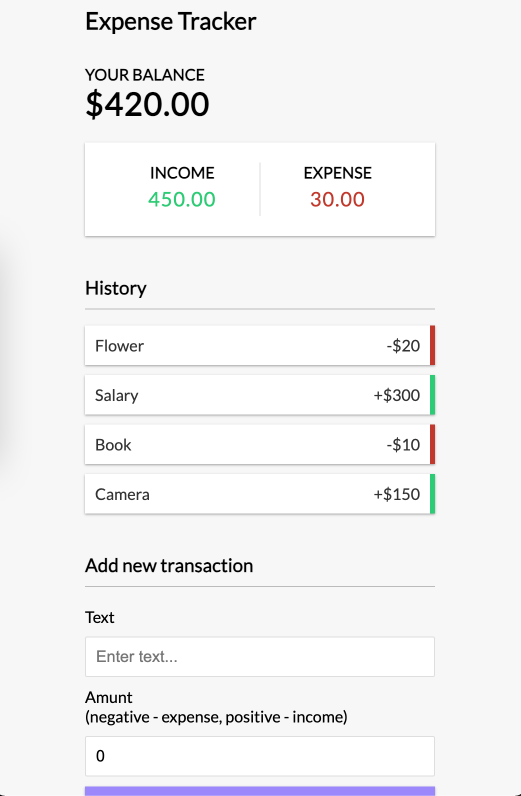 Expense Tracker
YOUR BALANCE
$420.00
INCOME EXPENSE
450.00 30.00
History
Flower -$20
Salary +$300
Book -$10
Camera +$150
Add new transaction
Text
Enter text...
Amunt
(negative - expense, positive - income)
0